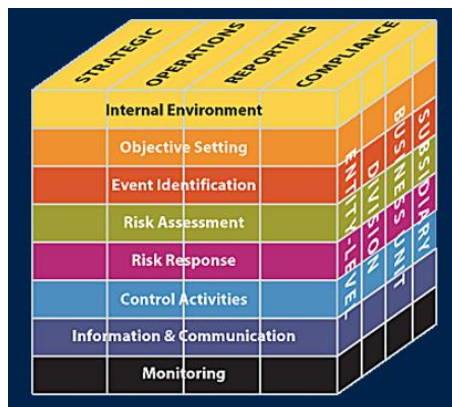 STRATEGIC
OPERATIONS
REPORTING
COMPLIANCE
Internal Environment
Objective Setting
Event Identification
Risk Assessment
Risk Response
Control Activities
Information & Communication
Monitoring
ENTITY-LEVEL
DIVISION
BUSINESS UNIT
SUBSIDIARY